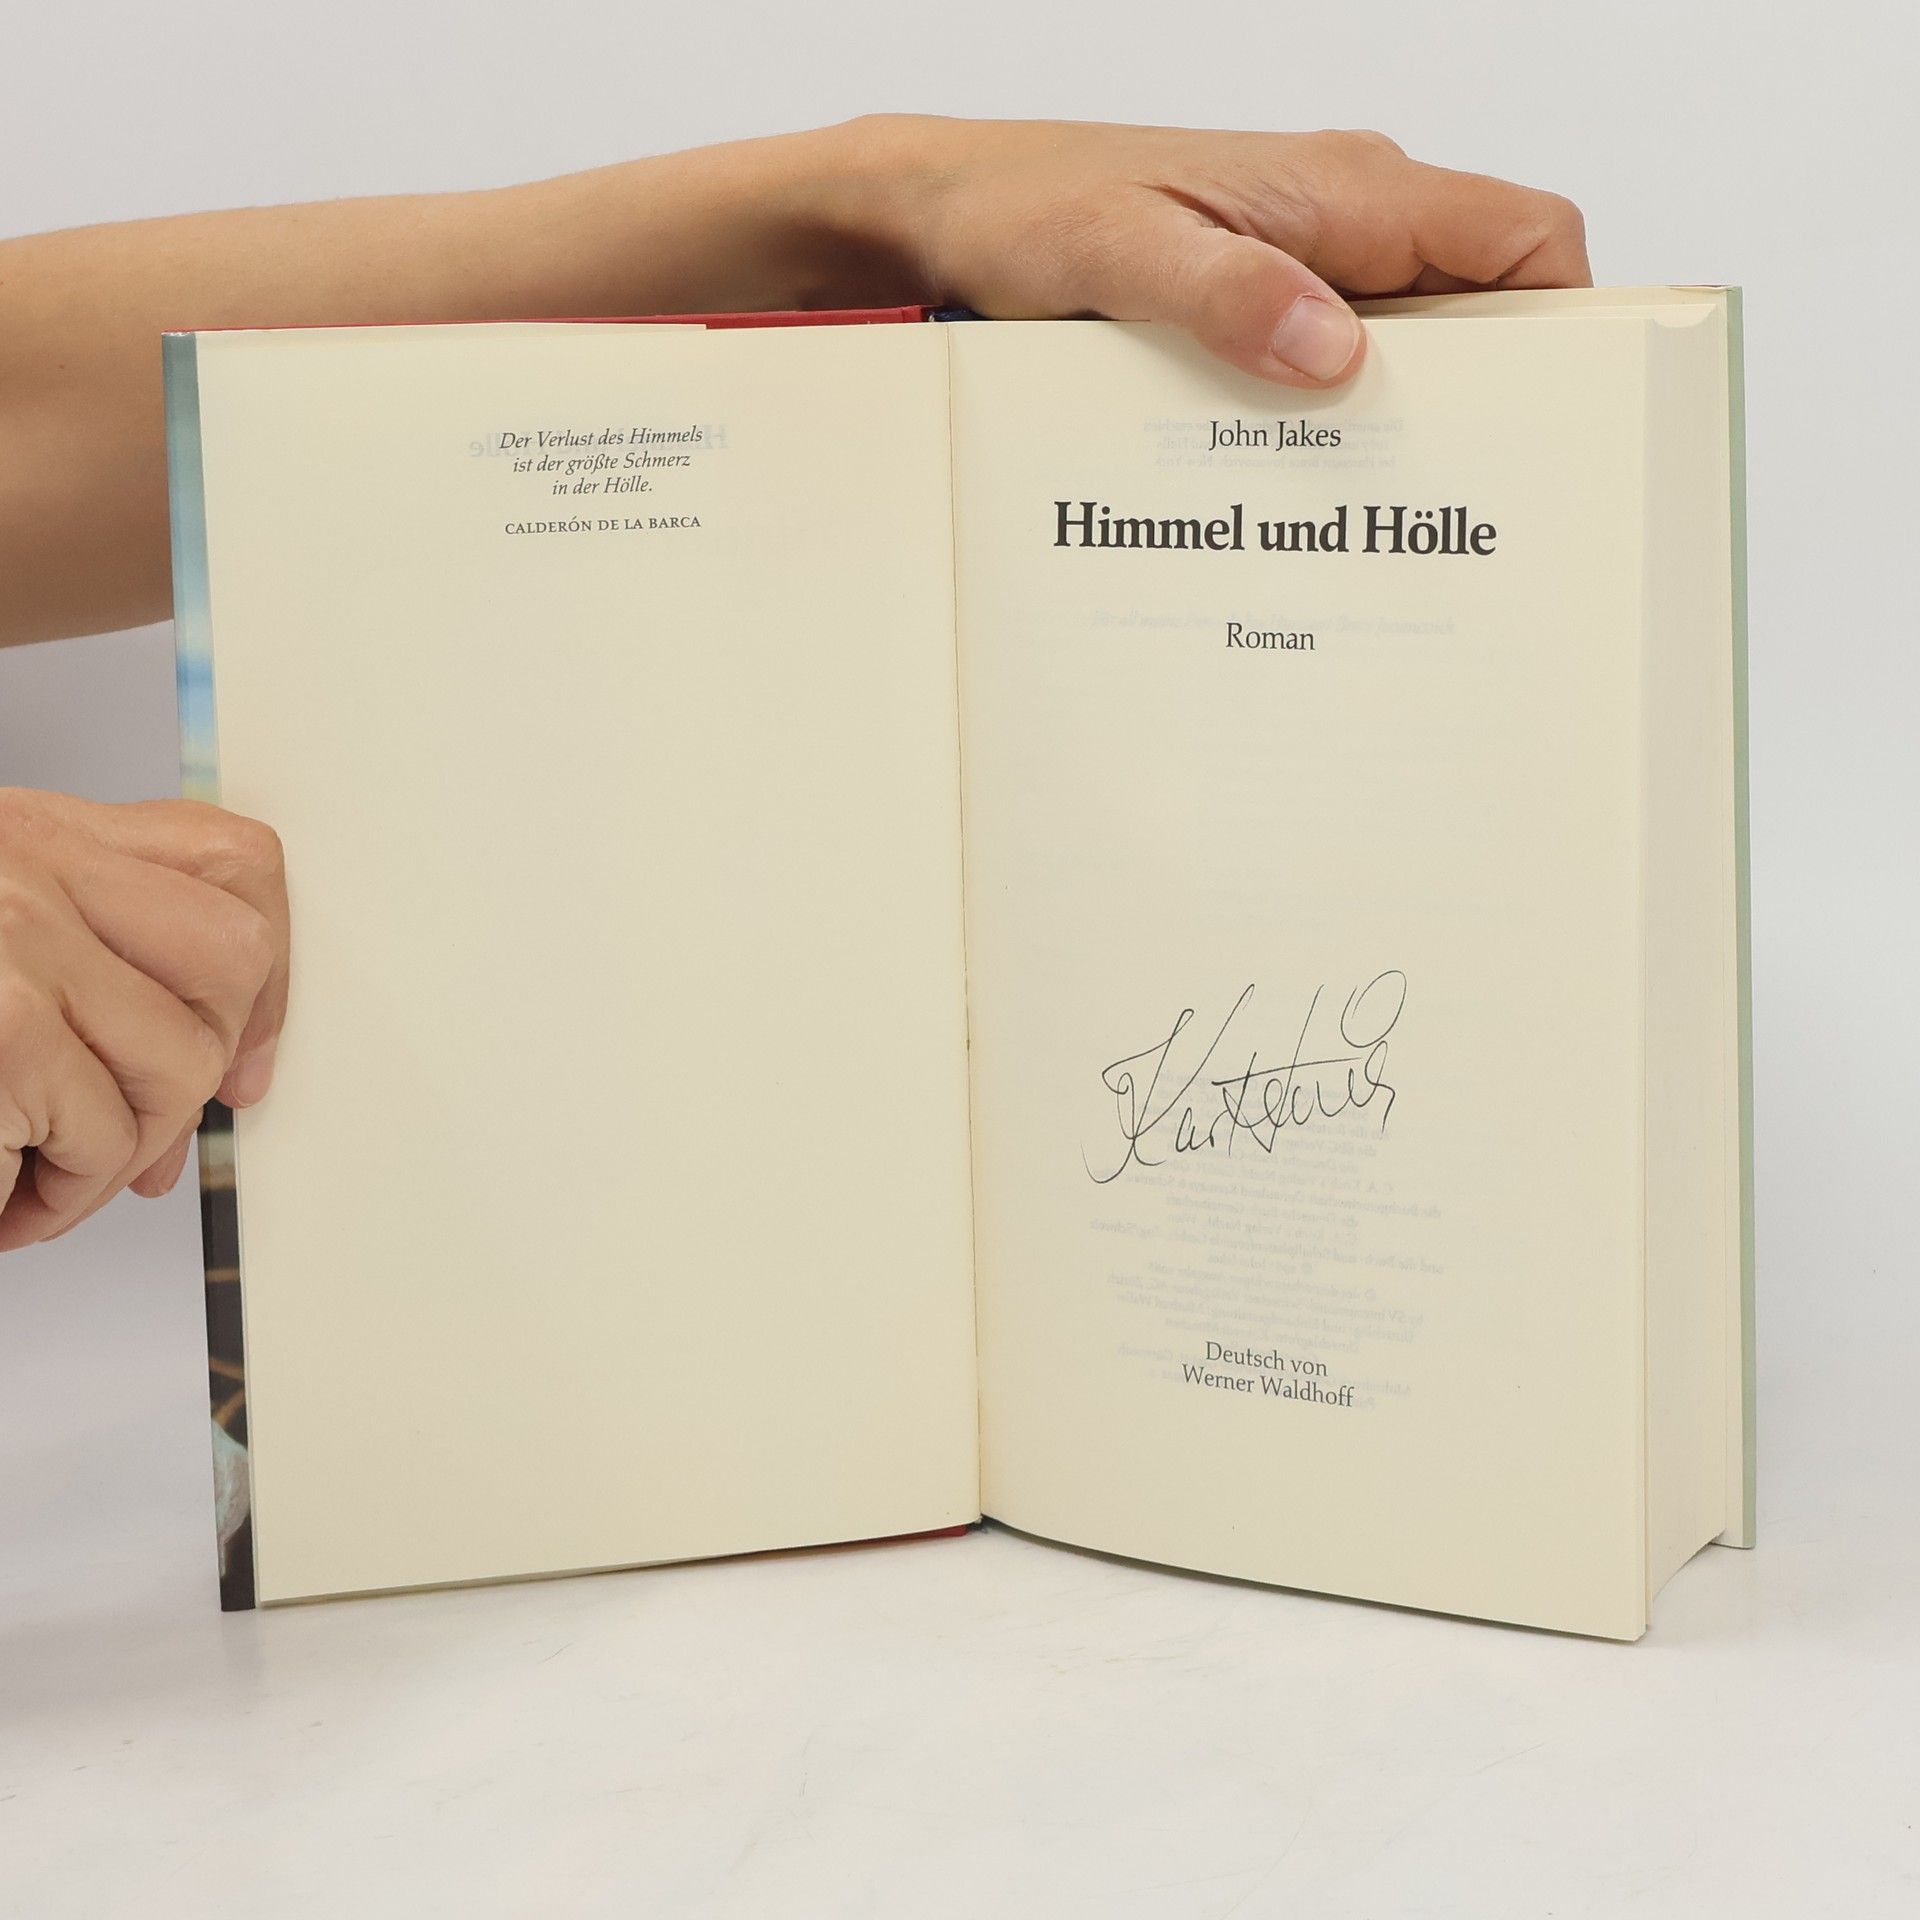 Der Verlust des Himmels
ist der größte Schmerz
in der Hölle.
CALDERÓN DE LA BARCA
John Jakes
Himmel und Hölle
Roman
Deutsch von
Werner Waldhoff